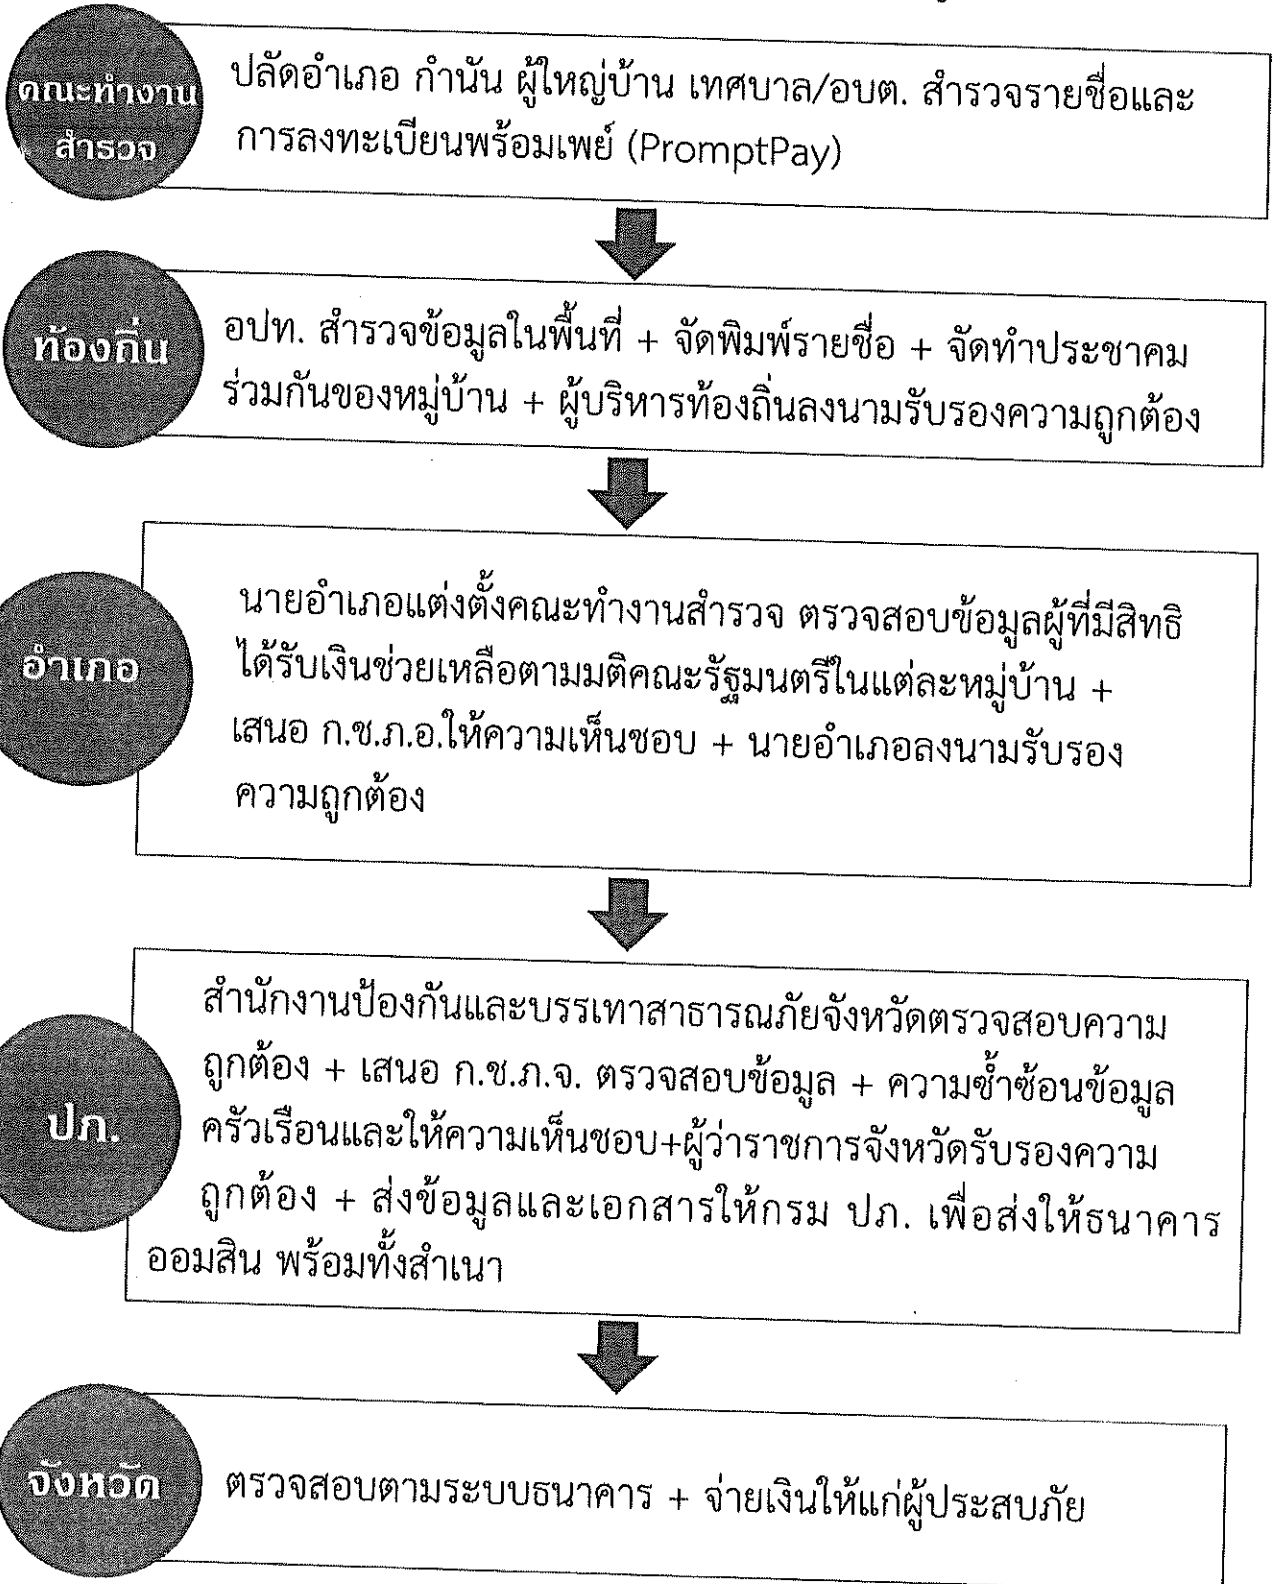 คณะทำงาน
สำรวจ
ปลัดอำเภอ กำนัน ผู้ใหญ่บ้าน เทศบาล/อบต. สำรวจรายชื่อและ
การลงทะเบียนพร้อมเพย์ (PromptPay)
ท้องถิ่น
อปท. สำรวจข้อมูลในพื้นที่ + จัดพิมพ์รายชื่อ + จัดทำประชาคม
ร่วมกันของหมู่บ้าน + ผู้บริหารท้องถิ่นลงนามรับรองความถูกต้อง
อำเภอ
นายอำเภอแต่งตั้งคณะทำงานสำรวจ ตรวจสอบข้อมูลผู้ที่มีสิทธิ
ได้รับเงินช่วยเหลือตามมติคณะรัฐมนตรีในแต่ละหมู่บ้าน +
เสนอ ก.ช.ภ.อ.ให้ความเห็นชอบ + นายอำเภอลงนามรับรอง
ความถูกต้อง
ปภ.
สำนักงานป้องกันและบรรเทาสาธารณภัยจังหวัดตรวจสอบความ
ถูกต้อง + เสนอ ก.ช.ภ.จ. ตรวจสอบข้อมูล + ความซ้ำซ้อนข้อมูล
ครัวเรือนและให้ความเห็นชอบ+ผู้ว่าราชการจังหวัดรับรองความ
ถูกต้อง + ส่งข้อมูลและเอกสารให้กรม ปภ. เพื่อส่งให้ธนาคาร
ออมสิน พร้อมทั้งสำเนา
จังหวัด
ตรวจสอบตามระบบธนาคาร + จ่ายเงินให้แก่ผู้ประสบภัย